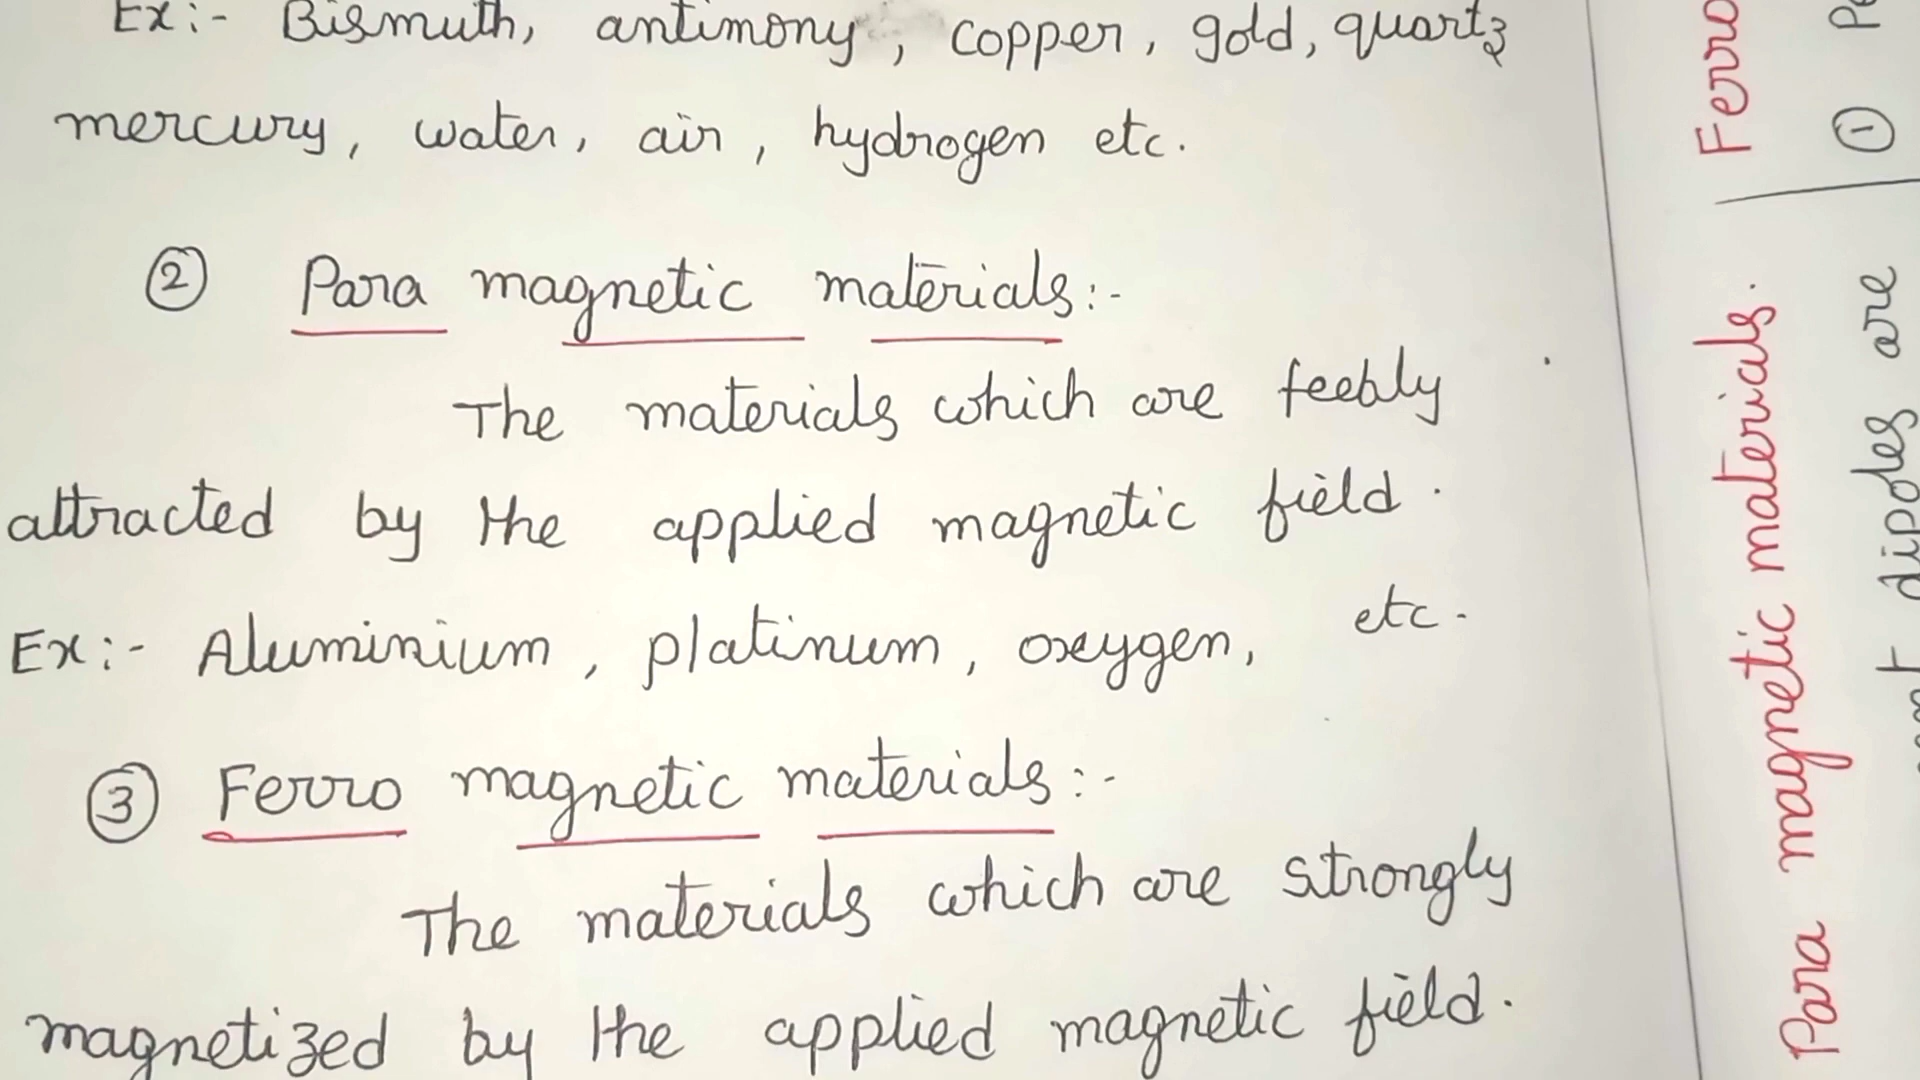 Ex:- Bismuth, antimony, copper, gold, quartz
mercury, water, air, hydrogen etc.
② Para magnetic materials:-
The materials which are feebly
attracted by the applied magnetic field.
Ex:- Aluminium, platinum, oxygen, etc.
③ Ferro magnetic materials:-
The materials which are strongly
magnetized by the applied magnetic field.
Para magnetic materials.
dipoles are
Ferro
①